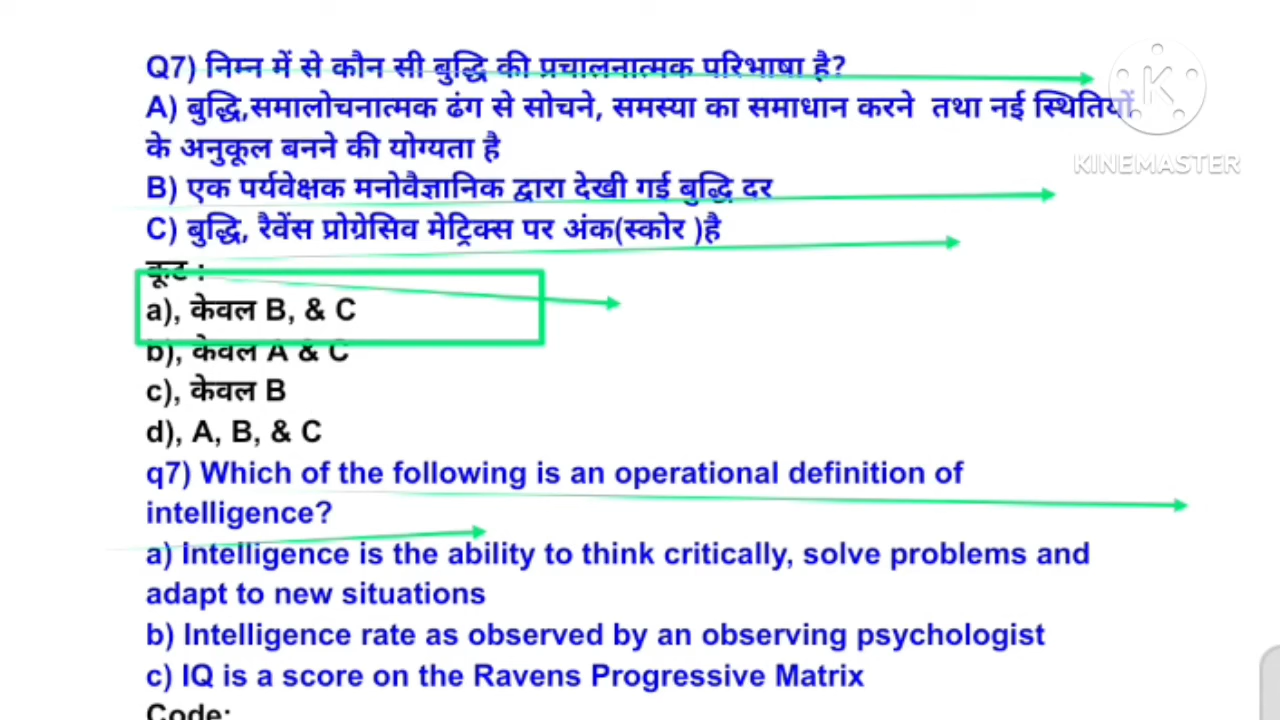 Q7) निम्न में से कौन सी बुद्धि की प्रचालनात्मक परिभाषा है?
A) बुद्धि,समालोचनात्मक ढंग से सोचने, समस्या का समाधान करने तथा नई स्थितियों
के अनुकूल बनने की योग्यता है
K
KINEMASTER
B) एक पर्यवेक्षक मनोवैज्ञानिक द्वारा देखी गई बुद्धि दर
C) बुद्धि, रैवेंस प्रोग्रेसिव मेट्रिक्स पर अंक(स्कोर )है
कूट :
a), केवल B, & C
b), केवल A & C
c), केवल B
d), A, B, & C
q7) Which of the following is an operational definition of
intelligence?
a) Intelligence is the ability to think critically, solve problems and
adapt to new situations
b) Intelligence rate as observed by an observing psychologist
c) IQ is a score on the Ravens Progressive Matrix
Code: